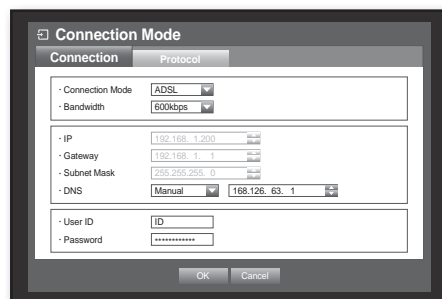 Connection Mode
Connection Protocol
· Connection Mode ADSL
· Bandwidth 600kbps
· IP 192.168. 1.200
· Gateway 192.168. 1. 1
· Subnet Mask 255.255.255. 0
· DNS Manual 168.126. 63. 1
· User ID ID
· Password ************
OK Cancel